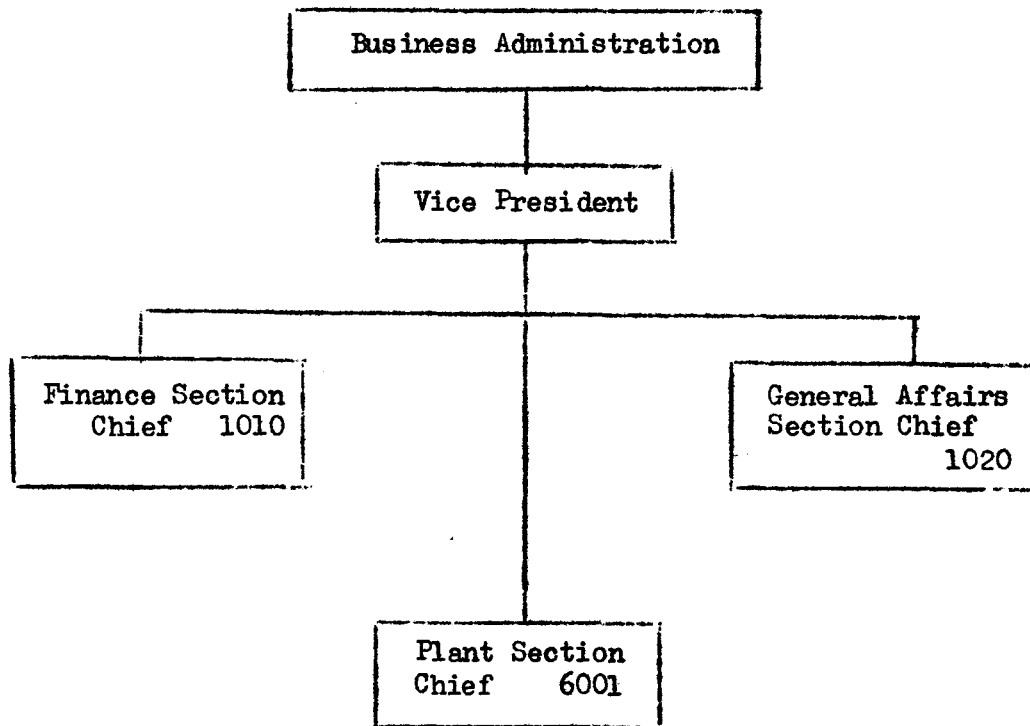 Business Administration
Vice President
Finance Section
Chief 1010
General Affairs
Section Chief
1020
Plant Section
Chief 6001